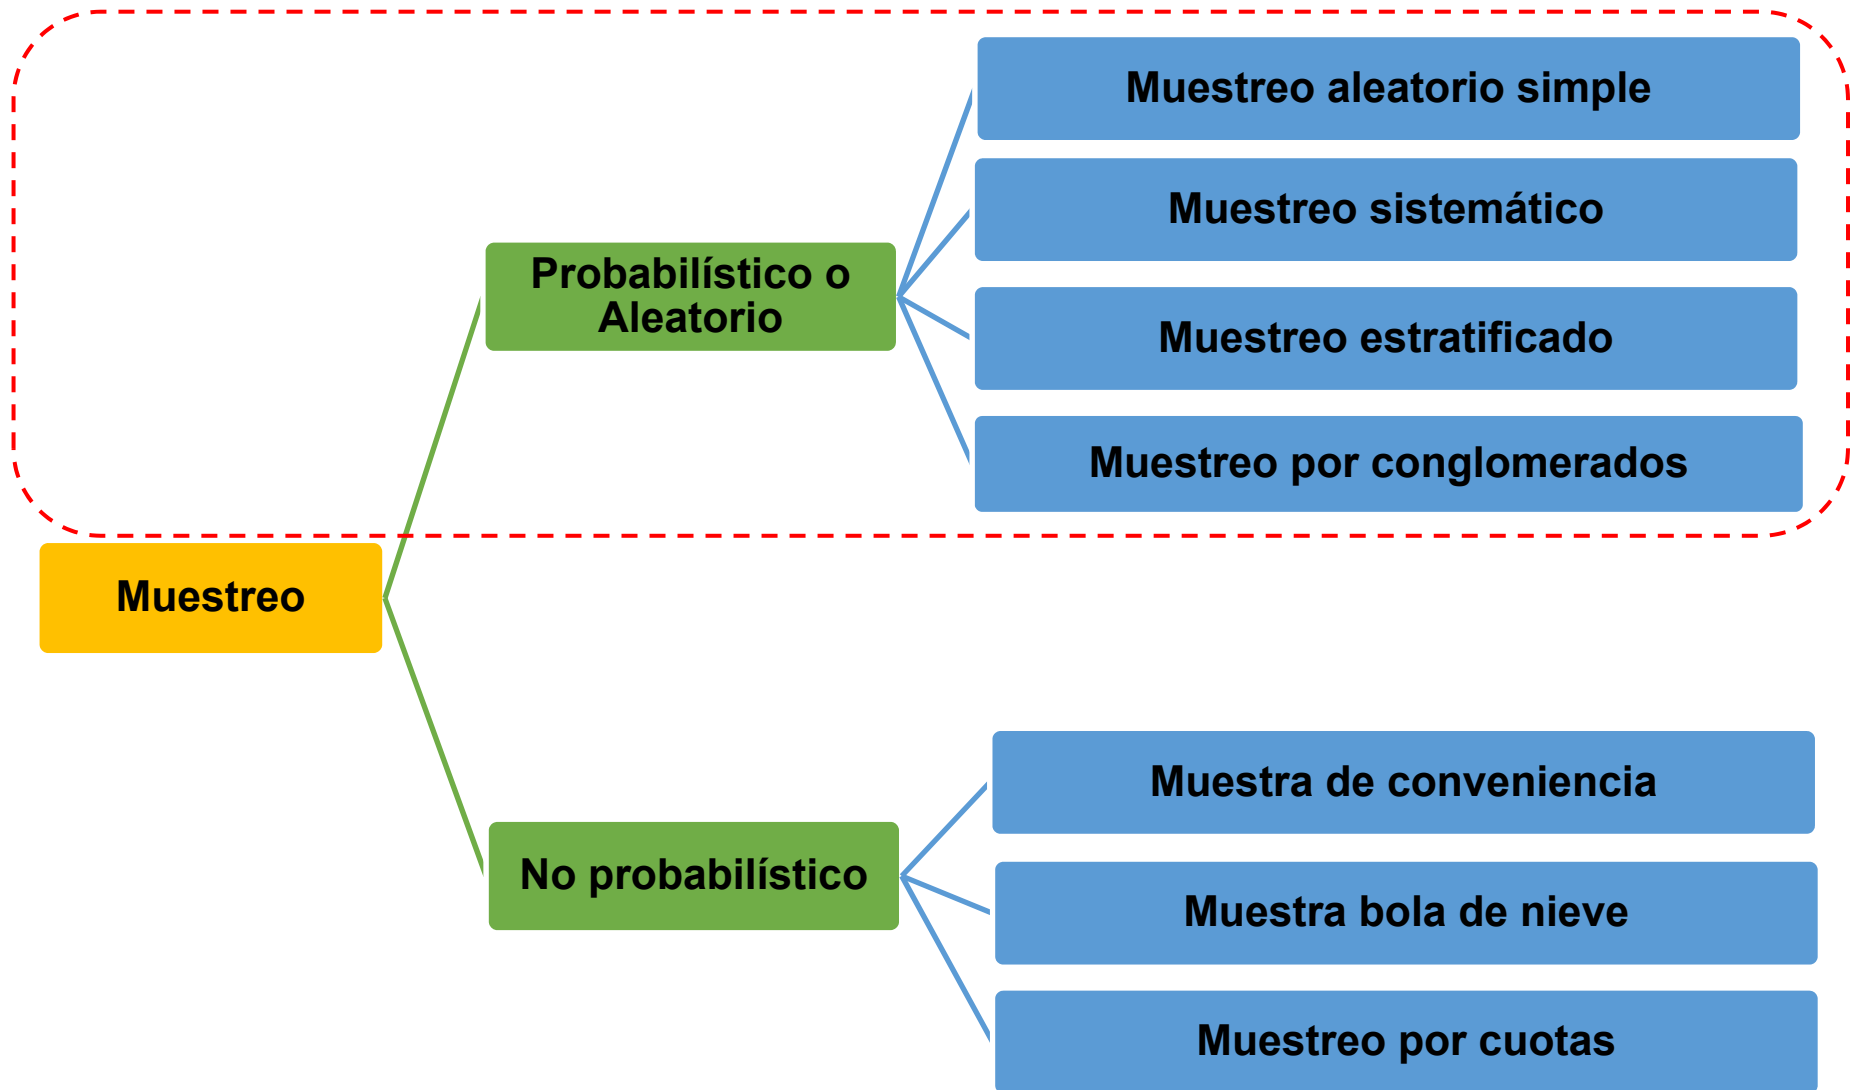 Muestreo aleatorio simple
Muestreo sistemático
Probabilístico o
Aleatorio
Muestreo estratificado
Muestreo por conglomerados
Muestreo
Muestra de conveniencia
No probabilístico
Muestra bola de nieve
Muestreo por cuotas